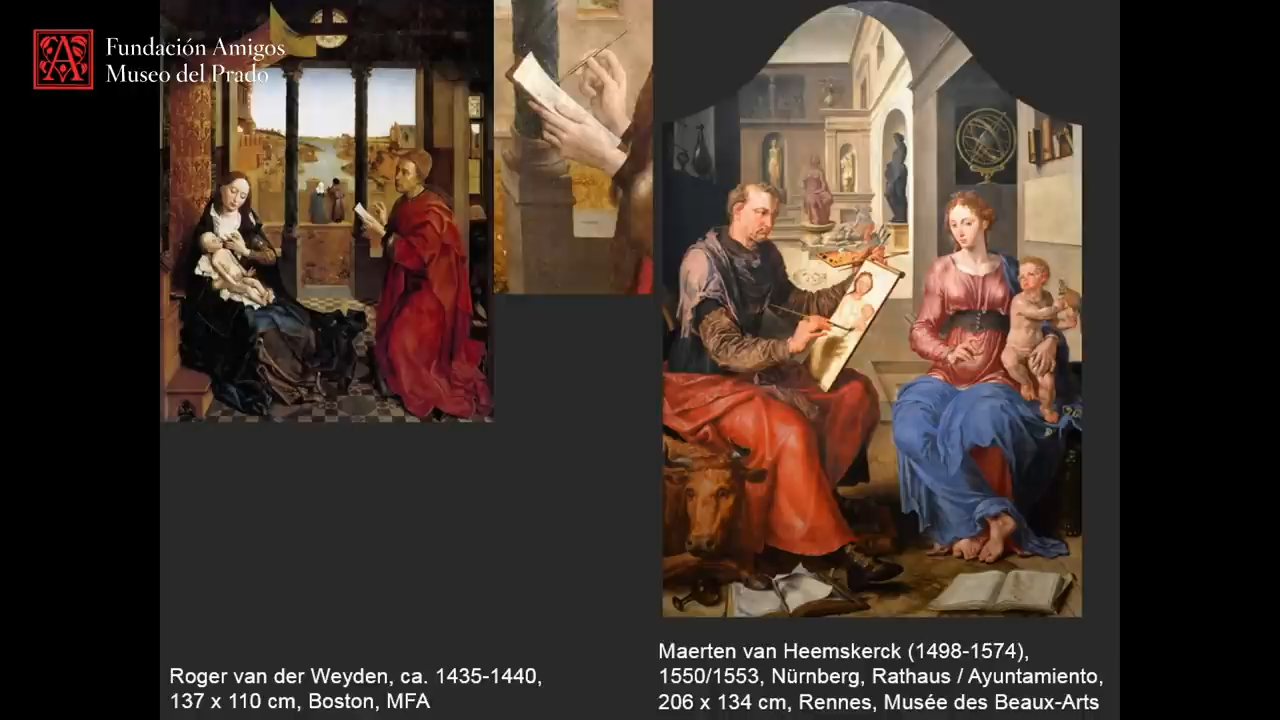 Fundación Amigos
Museo del Prado
Roger van der Weyden, ca. 1435-1440,
137 x 110 cm, Boston, MFA
Maerten van Heemskerck (1498-1574),
1550/1553, Nürnberg, Rathaus / Ayuntamiento,
206 x 134 cm, Rennes, Musée des Beaux-Arts